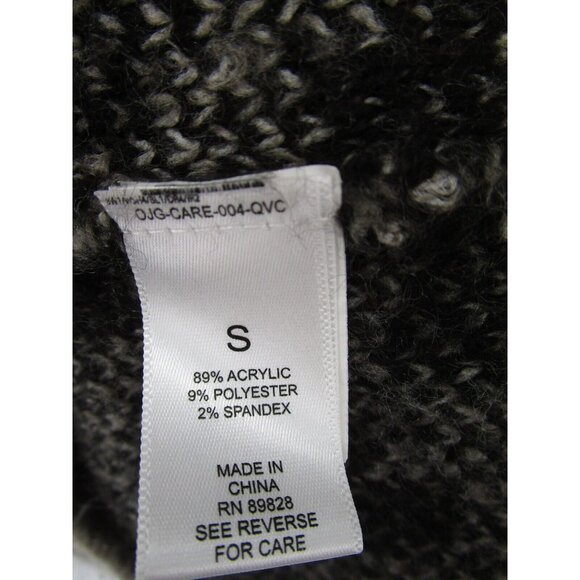 OJG-CARE-004-QVC
S
89% ACRYLIC
9% POLYESTER
2% SPANDEX
MADE IN
CHINA
RN 89828
SEE REVERSE
FOR CARE